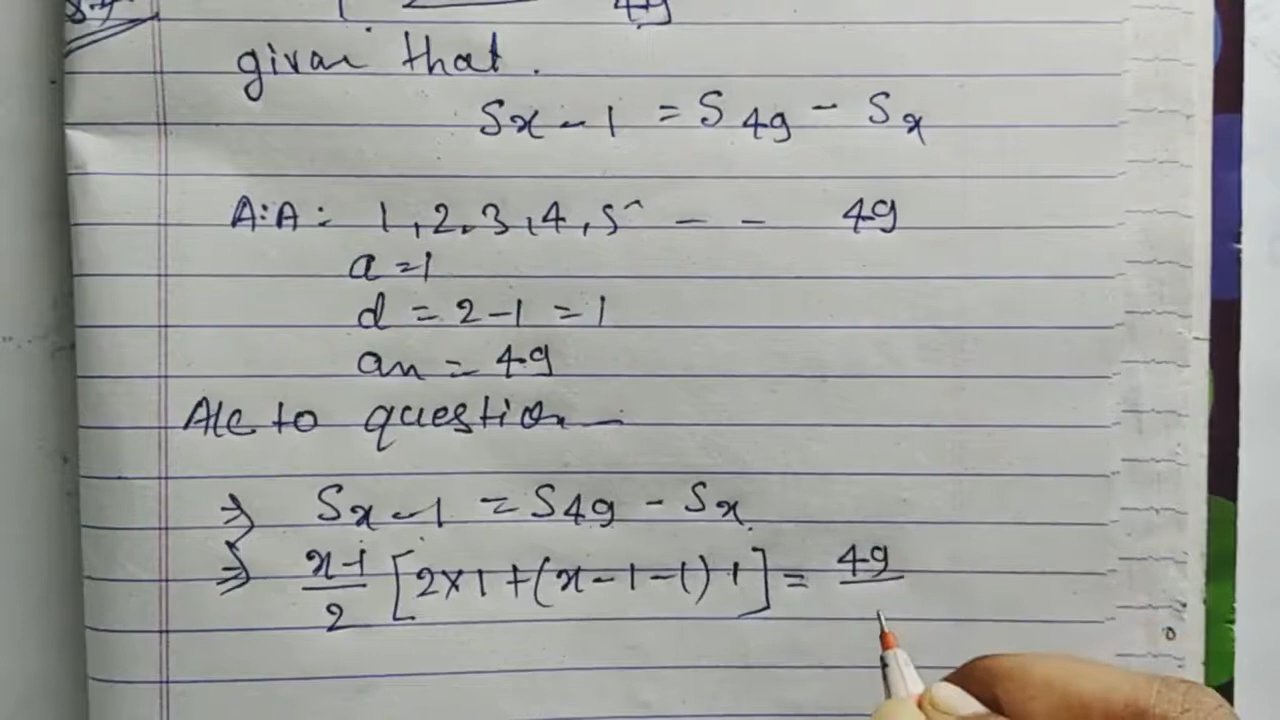 49
givan that.
Sx-1 = S49 - Sx
A:A: 1,2,3,4,5 - - 49
a=1
d = 2-1 = 1
an = 49
A/c to question
⇒ Sx-1 = S49 - Sx
⇒ x-1/2 [2×1+(x-1-1)1] = 49